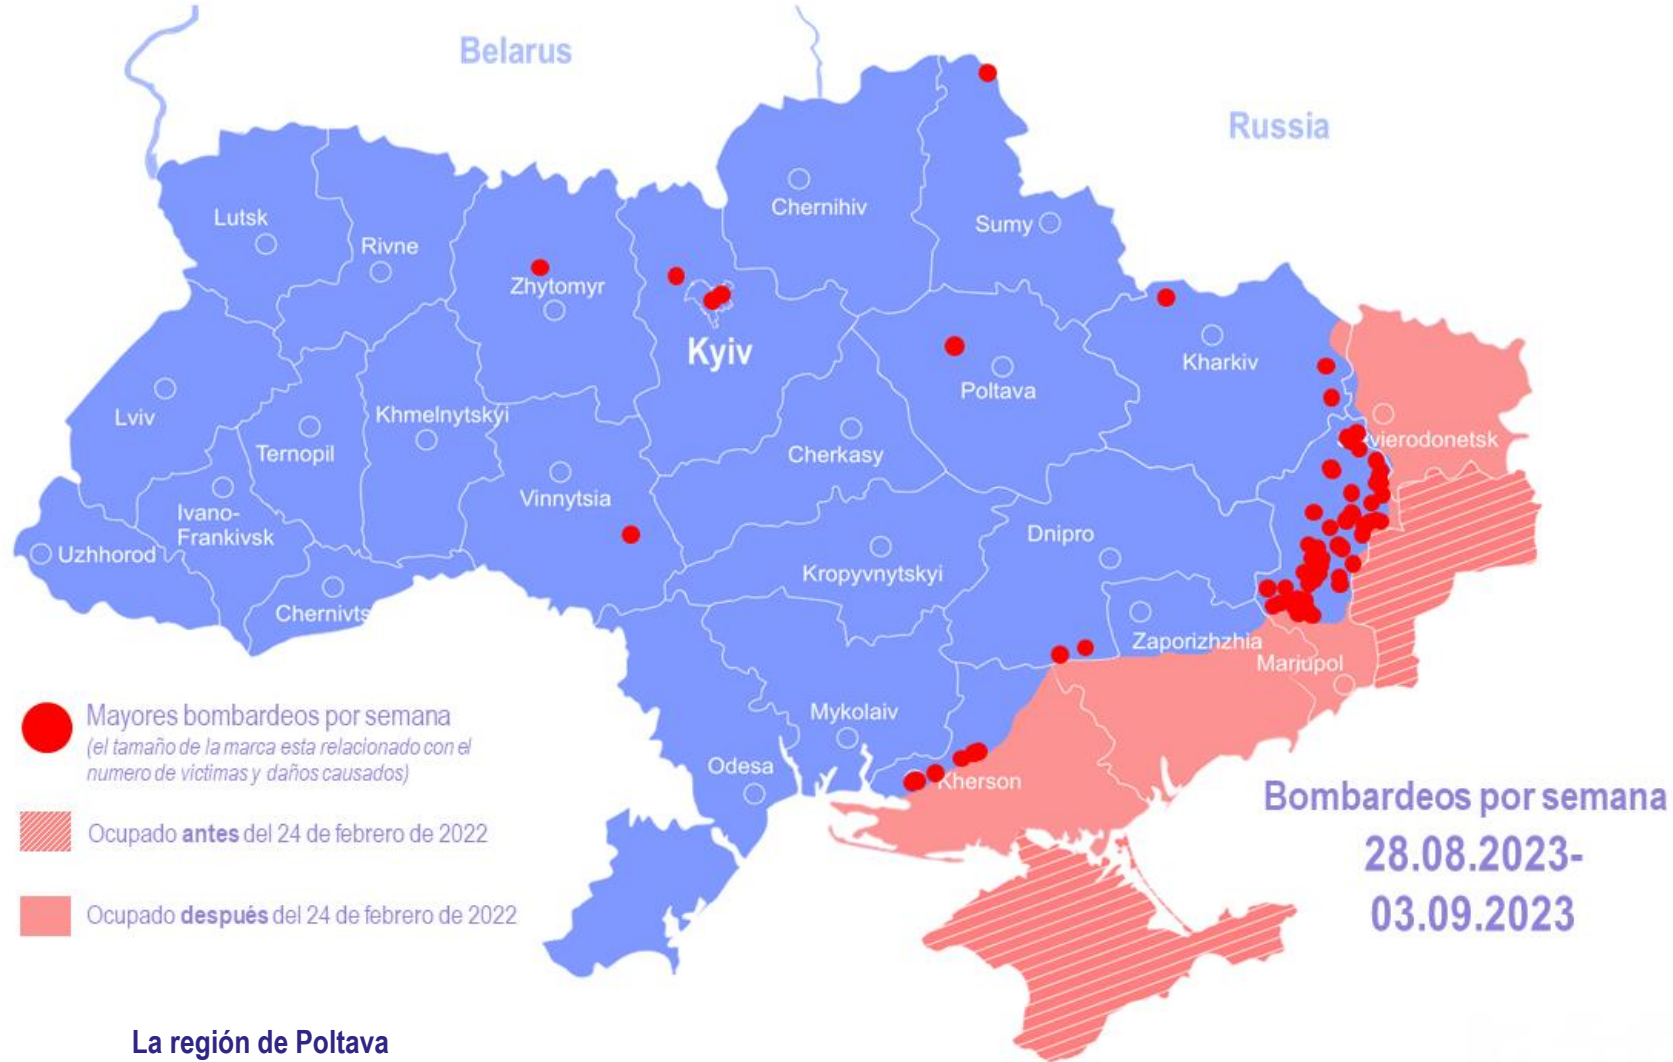 Belarus
Russia
Chernihiv
Lutsk
Sumy
Rivne
Zhytomyr
Kyiv
Kharkiv
Poltava
Lviv
Khmelnytskyi
Ternopil
Cherkasy
vierodonetsk
Vinnytsia
Ivano-
Frankivsk
Uzhhorod
Dnipro
Kropyvnytskyi
Chernivts
Zaporizhzhia
Mariupol
Mykolaiv
Odesa
Kherson
Mayores bombardeos por semana
(el tamaño de la marca esta relacionado con el
numero de victimas y daños causados)
Ocupado antes del 24 de febrero de 2022
Ocupado después del 24 de febrero de 2022
Bombardeos por semana
28.08.2023-
03.09.2023
La región de Poltava